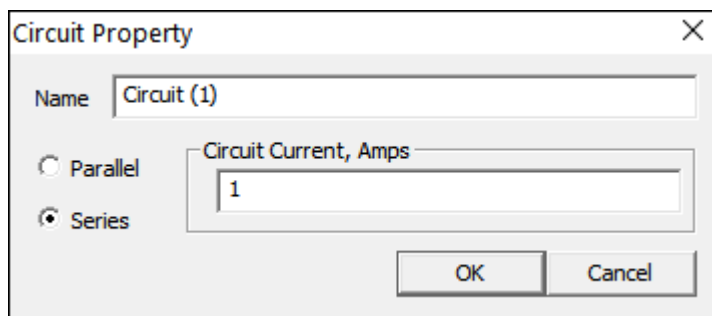 Circuit Property
Name Circuit (1)
Parallel
Series
Circuit Current, Amps
1
OK Cancel